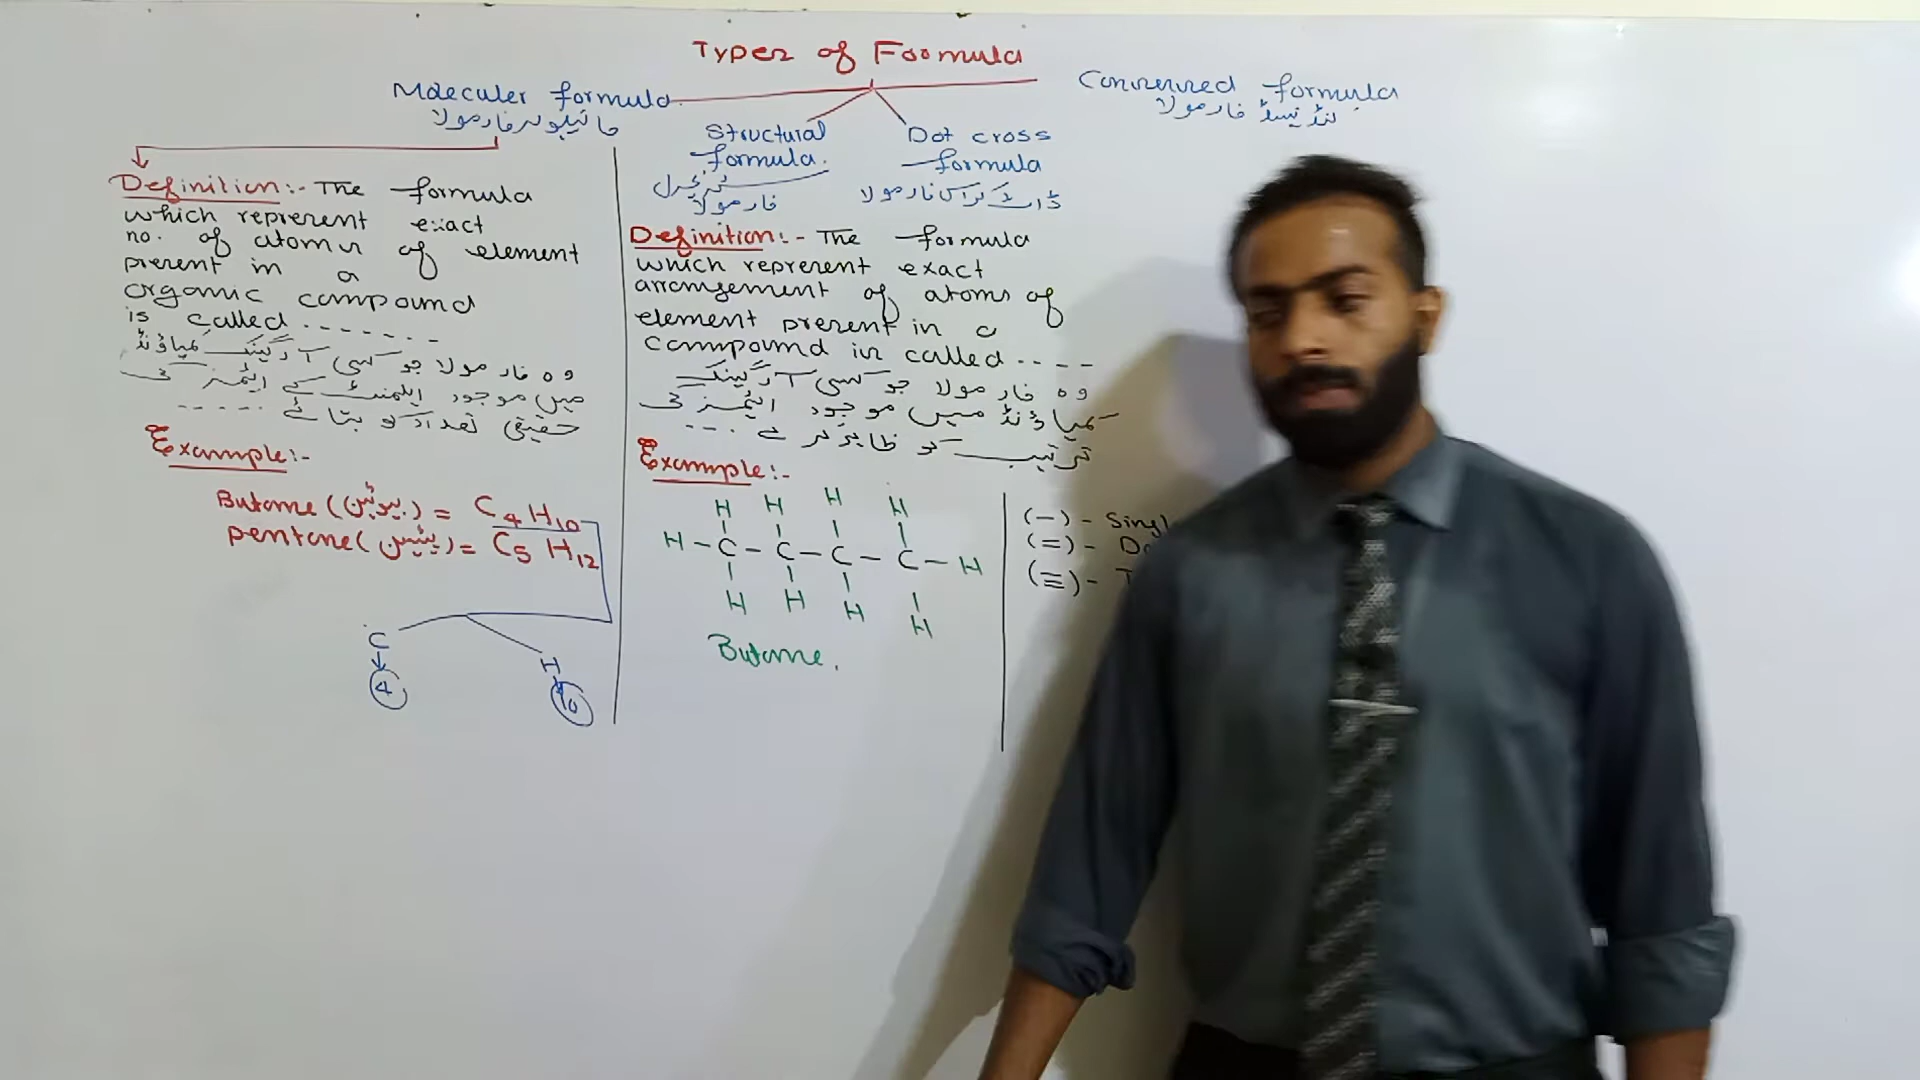 Types of Formula
Moleculer formula
مالیکیولر فارمولا
Structural
formula.
سٹرکچرل
فارمولا
Dot cross
formula
ڈاٹ کراس فارمولا
Condensed formula
کنڈینسڈ فارمولا
Definition:- The formula
which represent exact
no. of atoms of element
present in a
organic compound
is called ------
وہ فارمولا جو کسی آرگینک کمپاؤنڈ
میں موجود ایلیمنٹ کے ایٹمز کی
حقیقی تعداد کو بتائے -----
Example:-
Butane (بیوٹین) = C4H10
pentane (پینٹین) = C5H12
C
4
H
10
Definition:- The formula
which represent exact
arrangement of atoms of
element present in a
compound is called ----
وہ فارمولا جو کسی آرگینک
کمپاؤنڈ میں موجود ایٹمز کی
ترتیب کو ظاہر کرے ----
Example:-
H H H H
H - C - C - C - C - H
H H H H
Butane.
(-) - Singl
(=) - Do
(≡) - T